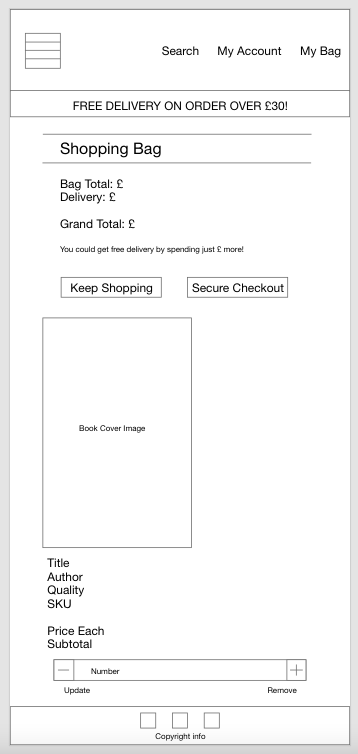 Search My Account My Bag
FREE DELIVERY ON ORDER OVER £30!
Shopping Bag
Bag Total: £
Delivery: £
Grand Total: £
You could get free delivery by spending just £ more!
Keep Shopping Secure Checkout
Book Cover Image
Title
Author
Quality
SKU
Price Each
Subtotal
Number
Update Remove
Copyright info